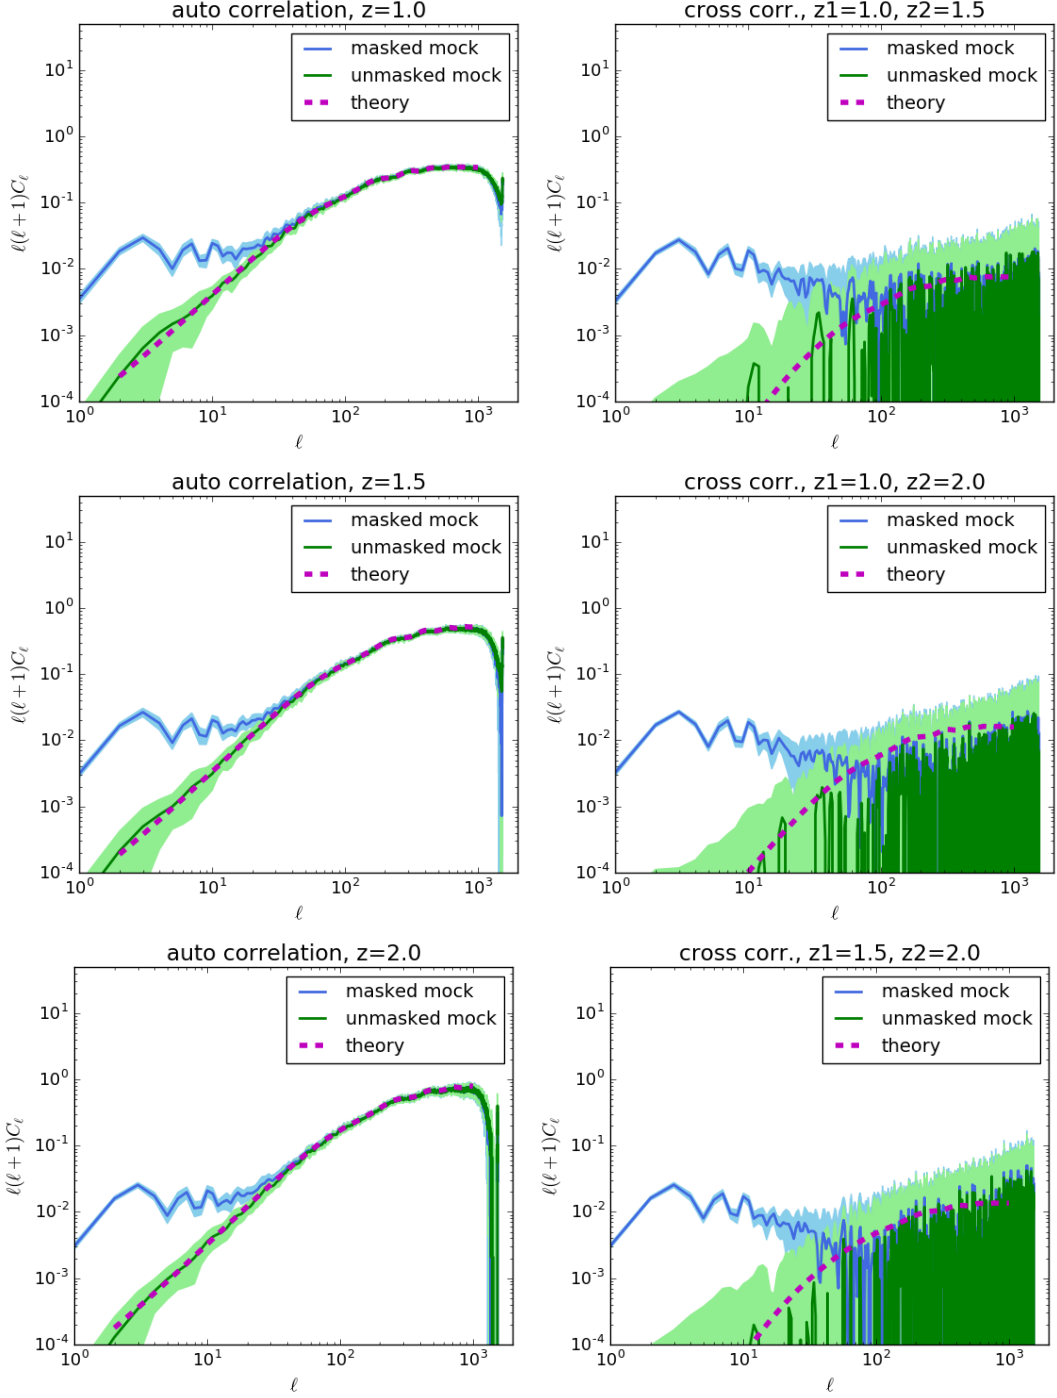 auto correlation, z=1.0
masked mock
unmasked mock
theory
ℓ(ℓ+1)C_ℓ
10^1
10^0
10^-1
10^-2
10^-3
10^-4
10^0 10^1 10^2 10^3
ℓ
cross corr., z1=1.0, z2=1.5
masked mock
unmasked mock
theory
ℓ(ℓ+1)C_ℓ
10^1
10^0
10^-1
10^-2
10^-3
10^-4
10^0 10^1 10^2 10^3
ℓ
auto correlation, z=1.5
masked mock
unmasked mock
theory
ℓ(ℓ+1)C_ℓ
10^1
10^0
10^-1
10^-2
10^-3
10^-4
10^0 10^1 10^2 10^3
ℓ
cross corr., z1=1.0, z2=2.0
masked mock
unmasked mock
theory
ℓ(ℓ+1)C_ℓ
10^1
10^0
10^-1
10^-2
10^-3
10^-4
10^0 10^1 10^2 10^3
ℓ
auto correlation, z=2.0
masked mock
unmasked mock
theory
ℓ(ℓ+1)C_ℓ
10^1
10^0
10^-1
10^-2
10^-3
10^-4
10^0 10^1 10^2 10^3
ℓ
cross corr., z1=1.5, z2=2.0
masked mock
unmasked mock
theory
ℓ(ℓ+1)C_ℓ
10^1
10^0
10^-1
10^-2
10^-3
10^-4
10^0 10^1 10^2 10^3
ℓ